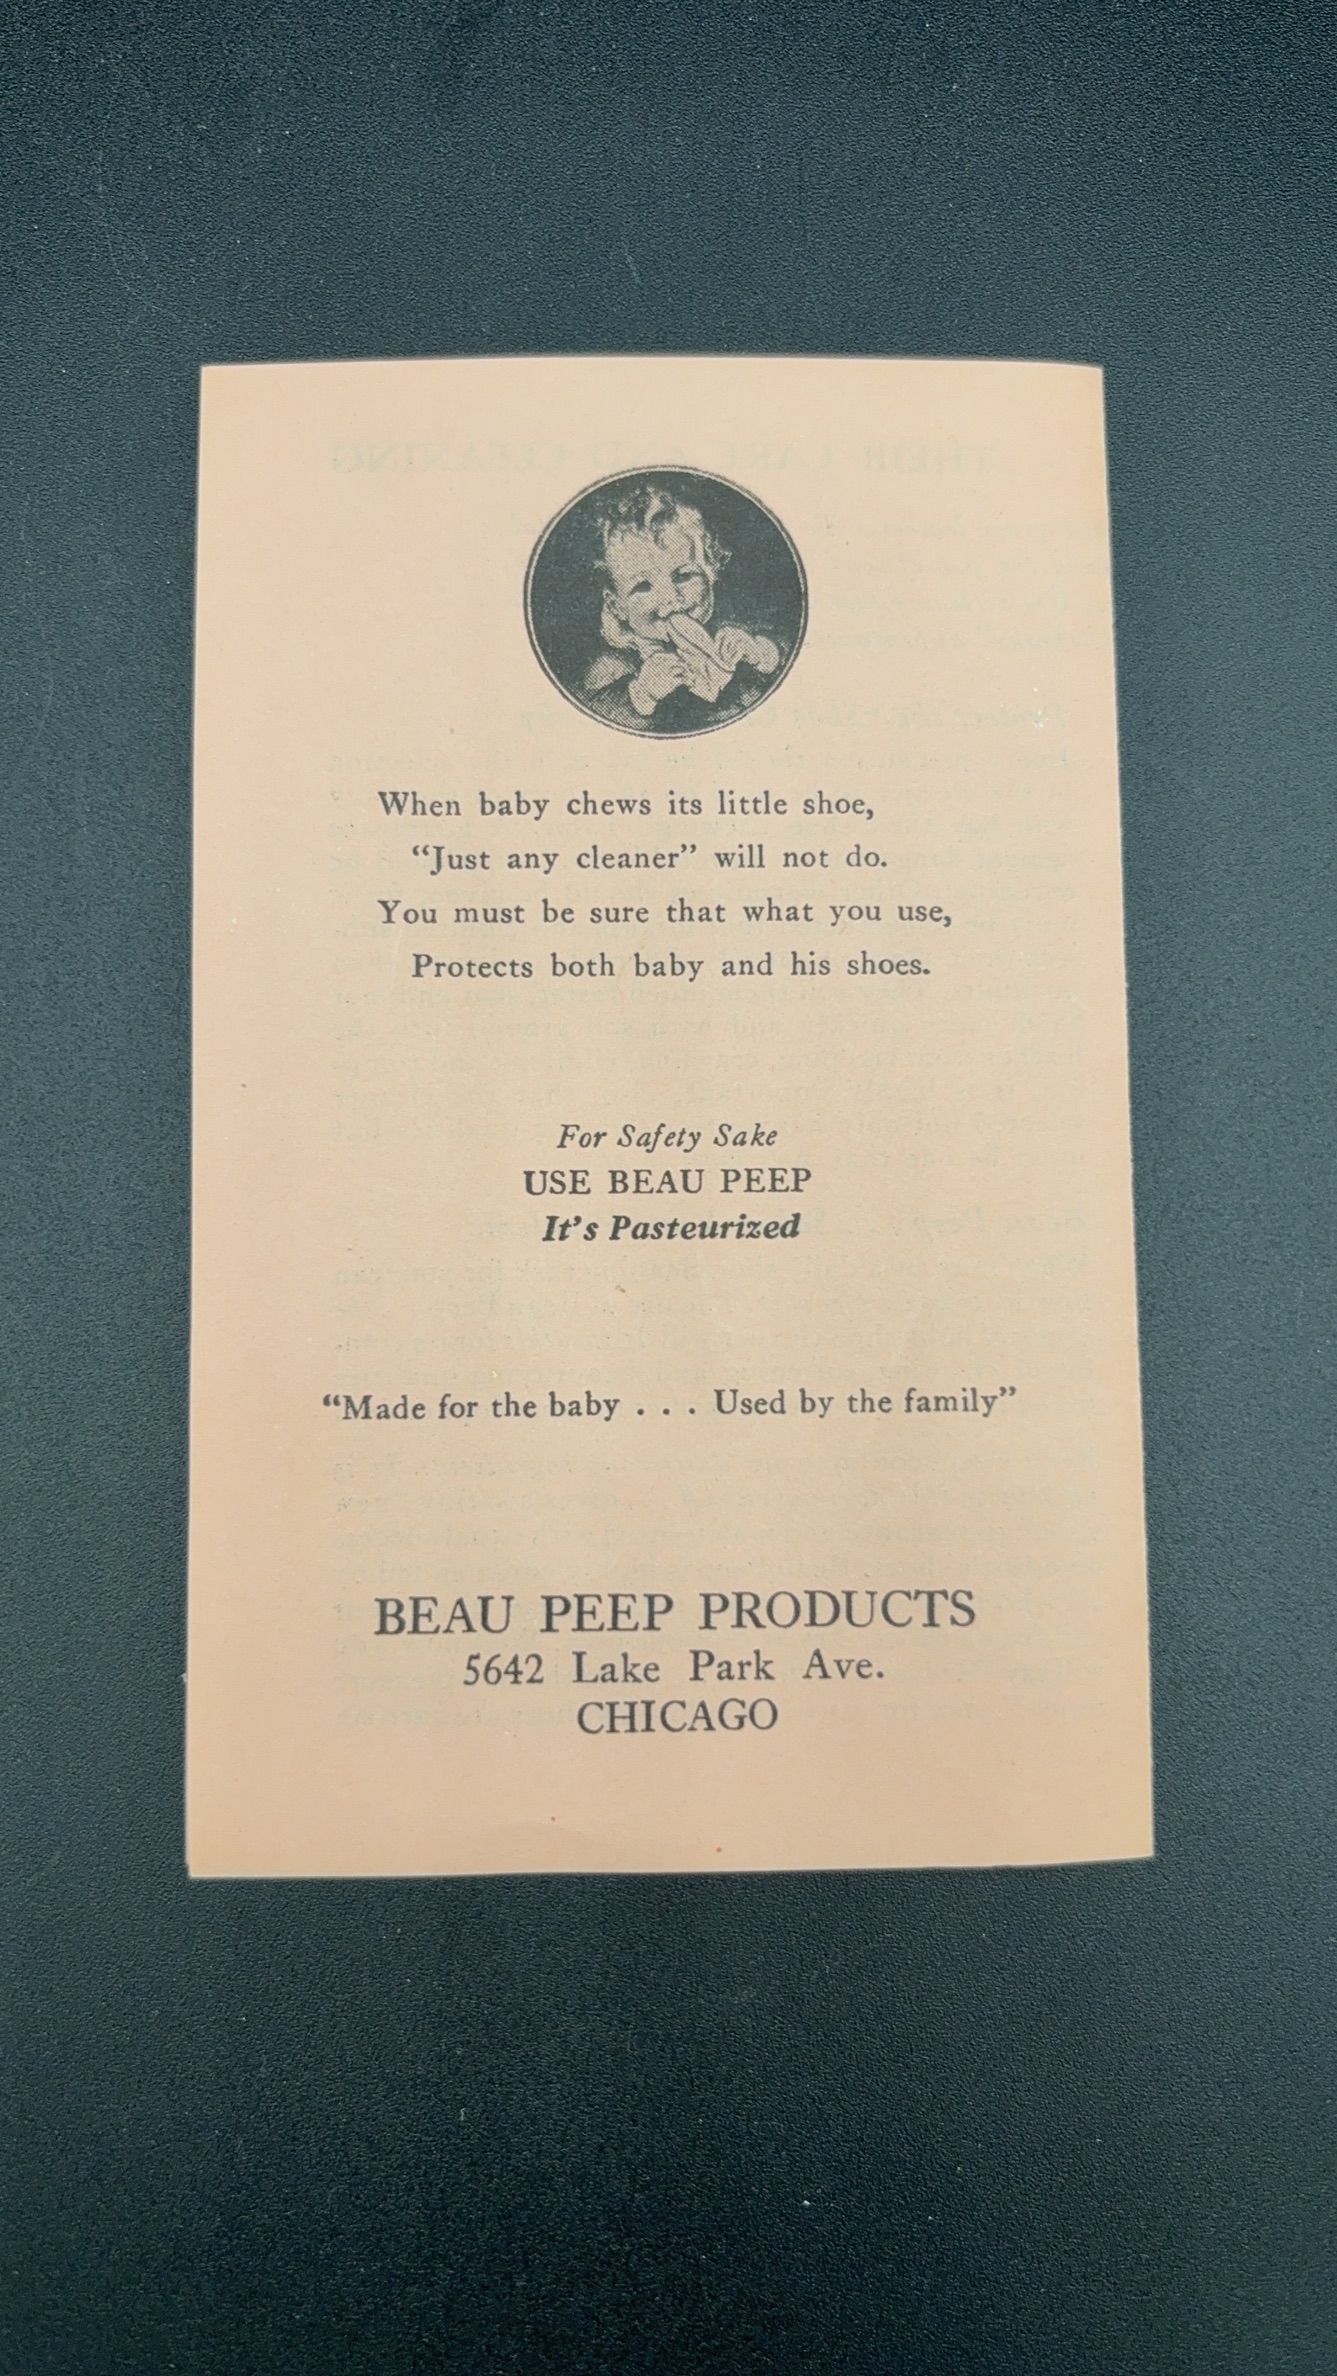 When baby chews its little shoe,
“Just any cleaner” will not do.
You must be sure that what you use,
Protects both baby and his shoes.
For Safety Sake
USE BEAU PEEP
It's Pasteurized
“Made for the baby . . . Used by the family”
BEAU PEEP PRODUCTS
5642 Lake Park Ave.
CHICAGO